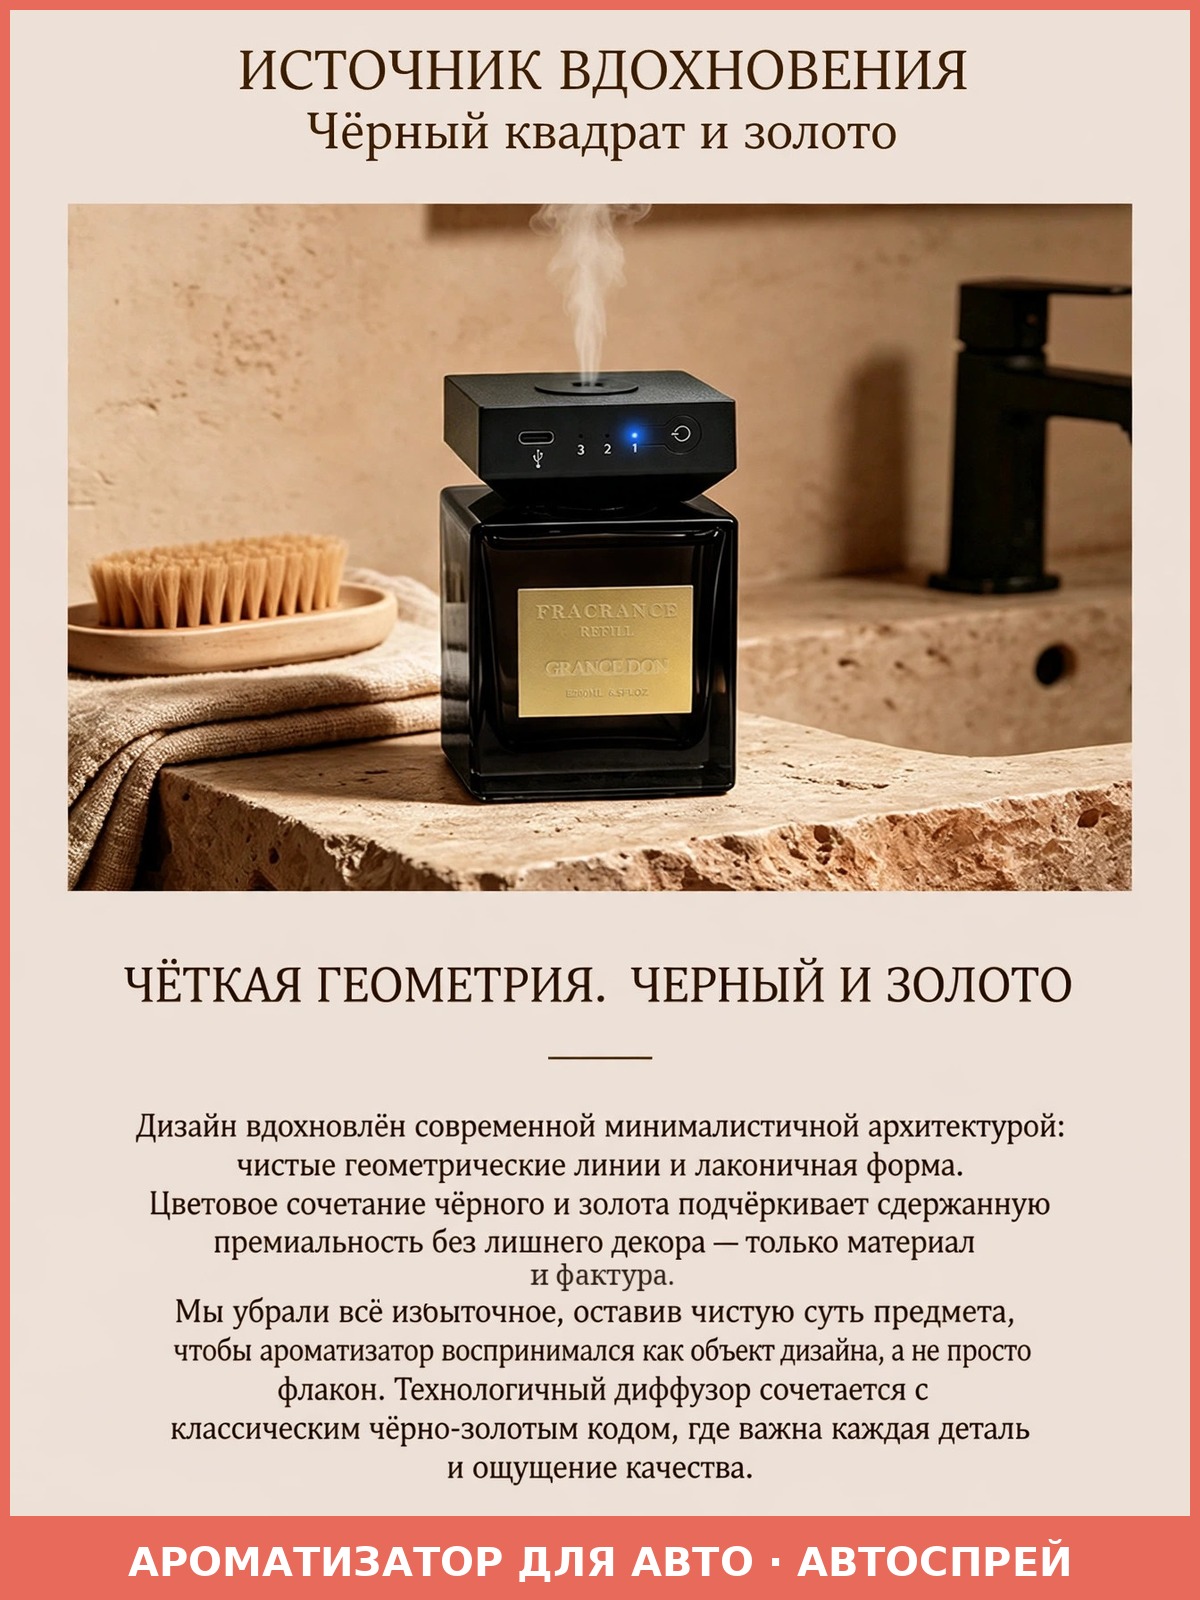 ИСТОЧНИК ВДОХНОВЕНИЯ
Чёрный квадрат и золото
3 2 1
FRAGRANCE
REFILL
GRANCE DON
ЧЁТКАЯ ГЕОМЕТРИЯ. ЧЕРНЫЙ И ЗОЛОТО
Дизайн вдохновлён современной минималистичной архитектурой:
чистые геометрические линии и лаконичная форма.
Цветовое сочетание чёрного и золота подчёркивает сдержанную
премиальность без лишнего декора — только материал
и фактура.
Мы убрали всё избыточное, оставив чистую суть предмета,
чтобы ароматизатор воспринимался как объект дизайна, а не просто
флакон. Технологичный диффузор сочетается с
классическим чёрно-золотым кодом, где важна каждая деталь
и ощущение качества.
АРОМАТИЗАТОР ДЛЯ АВТО · АВТОСПРЕЙ